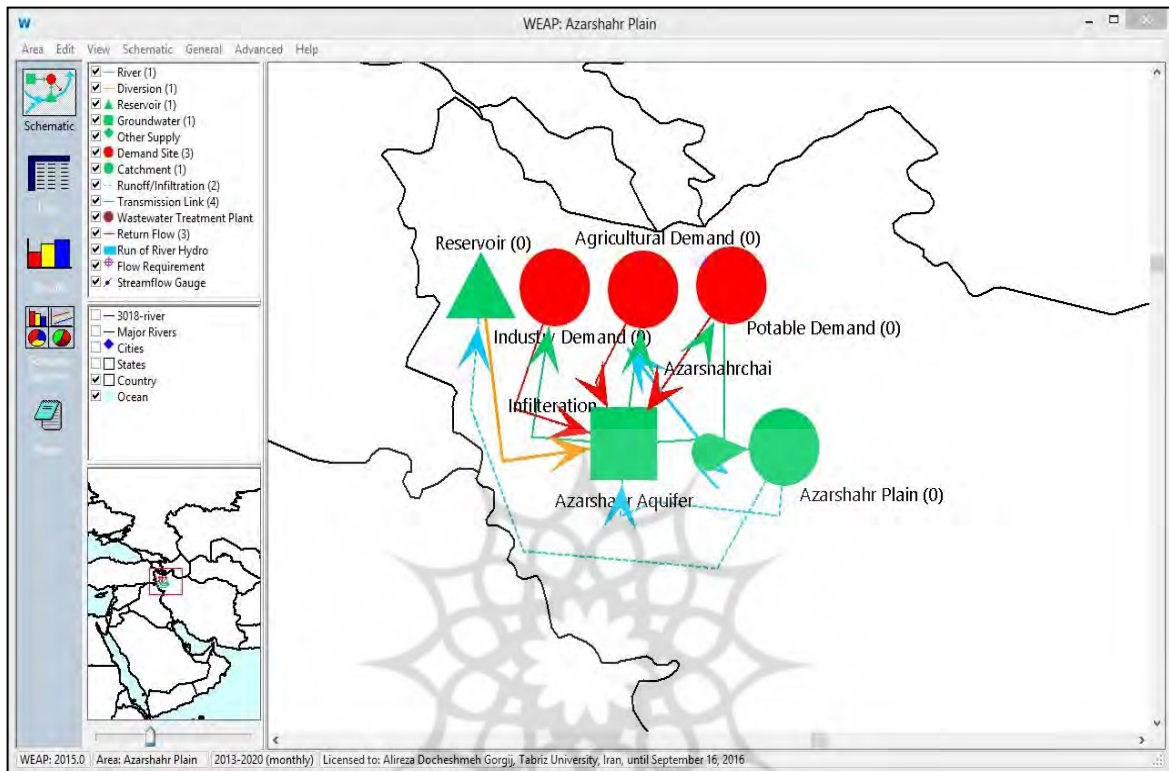 W
WEAP: Azarshahr Plain
Area Edit View Schematic General Advanced Help
Schematic
River (1)
Diversion (1)
Reservoir (1)
Groundwater (1)
Other Supply
Demand Site (3)
Catchment (1)
Runoff/Infiltration (2)
Transmission Link (4)
Wastewater Treatment Plant
Return Flow (3)
Run of River Hydro
Flow Requirement
Streamflow Gauge
3018-river
Major Rivers
Cities
States
Country
Ocean
Reservoir (0)
Agricultural Demand (0)
Industry Demand (0)
Potable Demand (0)
Azarshahrchai
Infilteration
Azarshahr Aquifer
Azarshahr Plain (0)
WEAP: 2015.0 Area: Azarshahr Plain 2013-2020 (monthly) Licensed to: Alireza Docheshmeh Gorgij, Tabriz University, Iran, until September 16, 2016